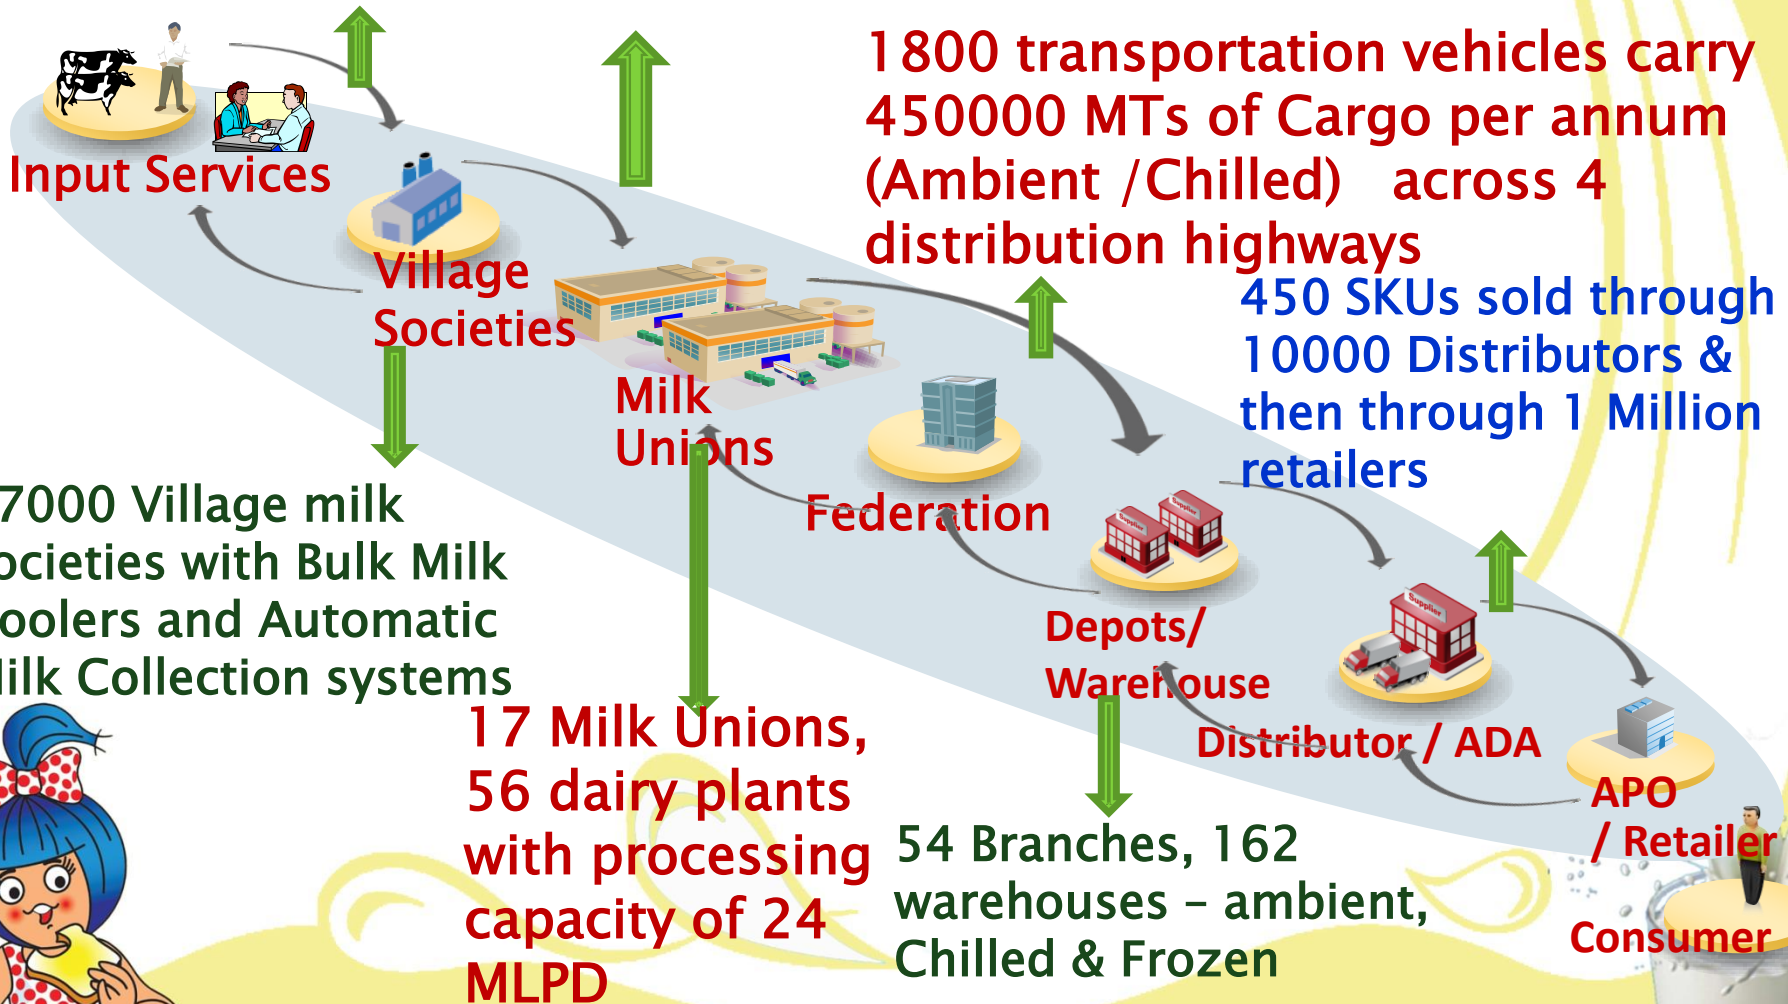 Input Services
Village
Societies
Milk
Unions
Federation
Depots/
Warehouse
Distributor / ADA
APO
/ Retailer
Consumer
1800 transportation vehicles carry
450000 MTs of Cargo per annum
(Ambient /Chilled) across 4
distribution highways
450 SKUs sold through
10000 Distributors &
then through 1 Million
retailers
7000 Village milk
ocieties with Bulk Milk
oolers and Automatic
ilk Collection systems
17 Milk Unions,
56 dairy plants
with processing
capacity of 24
MLPD
54 Branches, 162
warehouses – ambient,
Chilled & Frozen
Supplier
Supplier
Supplier